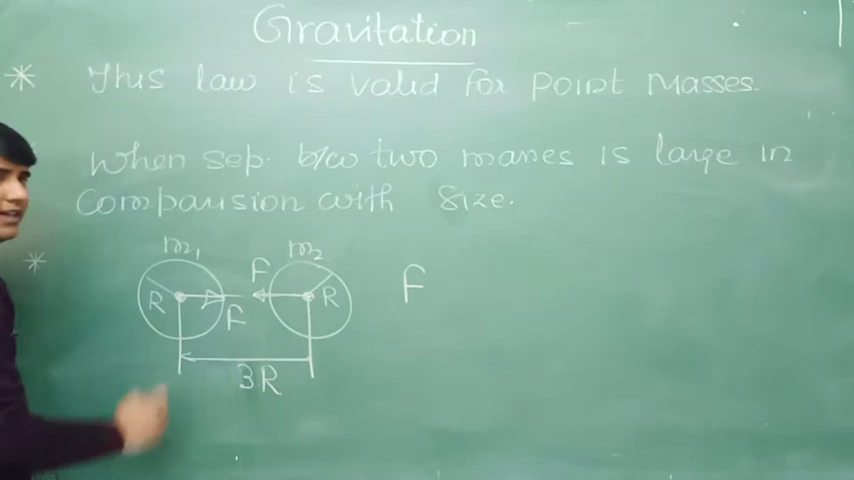 Gravitation
* This law is valid for Point Masses.
When sep. b/w two masses is large in
comparision with Size.
*
m₁ m₂
F
R R F
F
3R